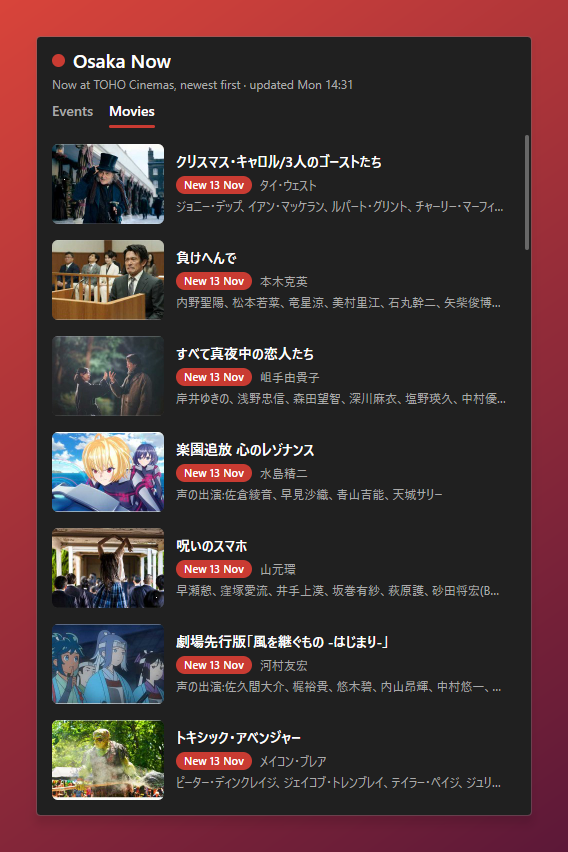 Osaka Now
Now at TOHO Cinemas, newest first · updated Mon 14:31
Events Movies
クリスマス・キャロル/3人のゴーストたち
New 13 Nov タイ・ウェスト
ジョニー・デップ、イアン・マッケラン、ルパート・グリント、チャーリー・マーフィ...
負けへんで
New 13 Nov 本木克英
内野聖陽、松本若菜、竜星涼、美村里江、石丸幹二、矢柴俊博...
すべて真夜中の恋人たち
New 13 Nov 岨手由貴子
岸井ゆきの、浅野忠信、森田望智、深川麻衣、塩野瑛久、中村優...
楽園追放 心のレゾナンス
New 13 Nov 水島精二
声の出演:佐倉綾音、早見沙織、青山吉能、天城サリー
呪いのスマホ
New 13 Nov 山元環
早瀬憩、窪塚愛流、井手上漠、坂巻有紗、萩原護、砂田将宏(B...
劇場先行版「風を継ぐもの -はじまり-」
New 13 Nov 河村友宏
声の出演:佐久間大介、梶裕貴、悠木碧、内山昂輝、中村悠一、...
トキシック・アベンジャー
New 13 Nov メイコン・ブレア
ピーター・ディンクレイジ、ジェイコブ・トレンブレイ、テイラー・ペイジ、ジュリ...